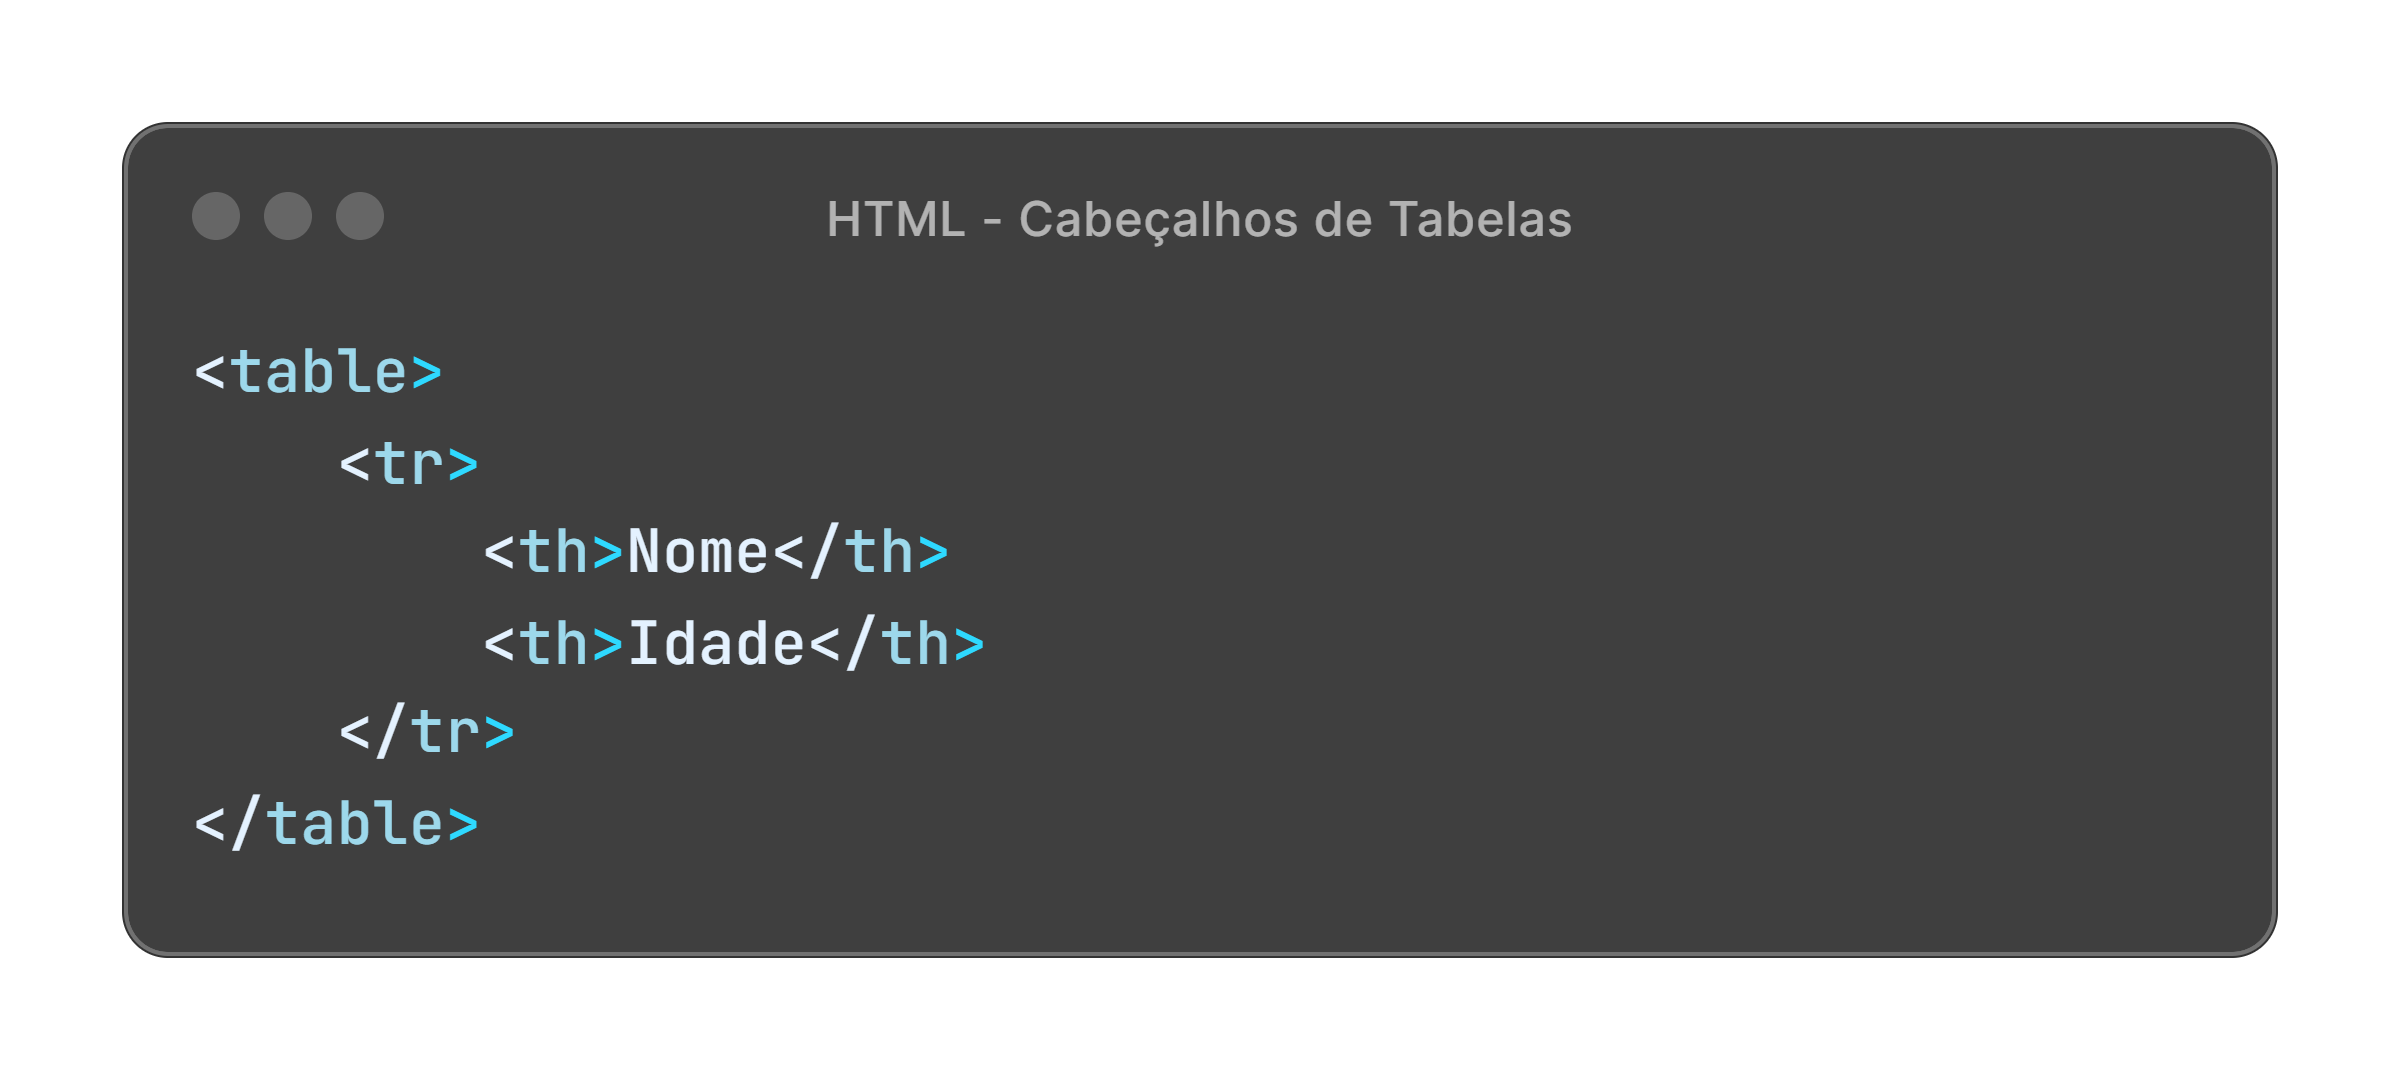 HTML - Cabeçalhos de Tabelas
<table>
    <tr>
        <th>Nome</th>
        <th>Idade</th>
    </tr>
</table>